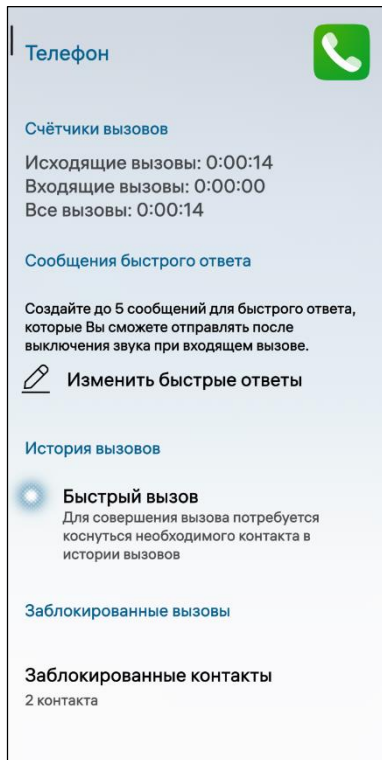 Телефон
Счётчики вызовов
Исходящие вызовы: 0:00:14
Входящие вызовы: 0:00:00
Все вызовы: 0:00:14
Сообщения быстрого ответа
Создайте до 5 сообщений для быстрого ответа,
которые Вы сможете отправлять после
выключения звука при входящем вызове.
Изменить быстрые ответы
История вызовов
Быстрый вызов
Для совершения вызова потребуется
коснуться необходимого контакта в
истории вызовов
Заблокированные вызовы
Заблокированные контакты
2 контакта